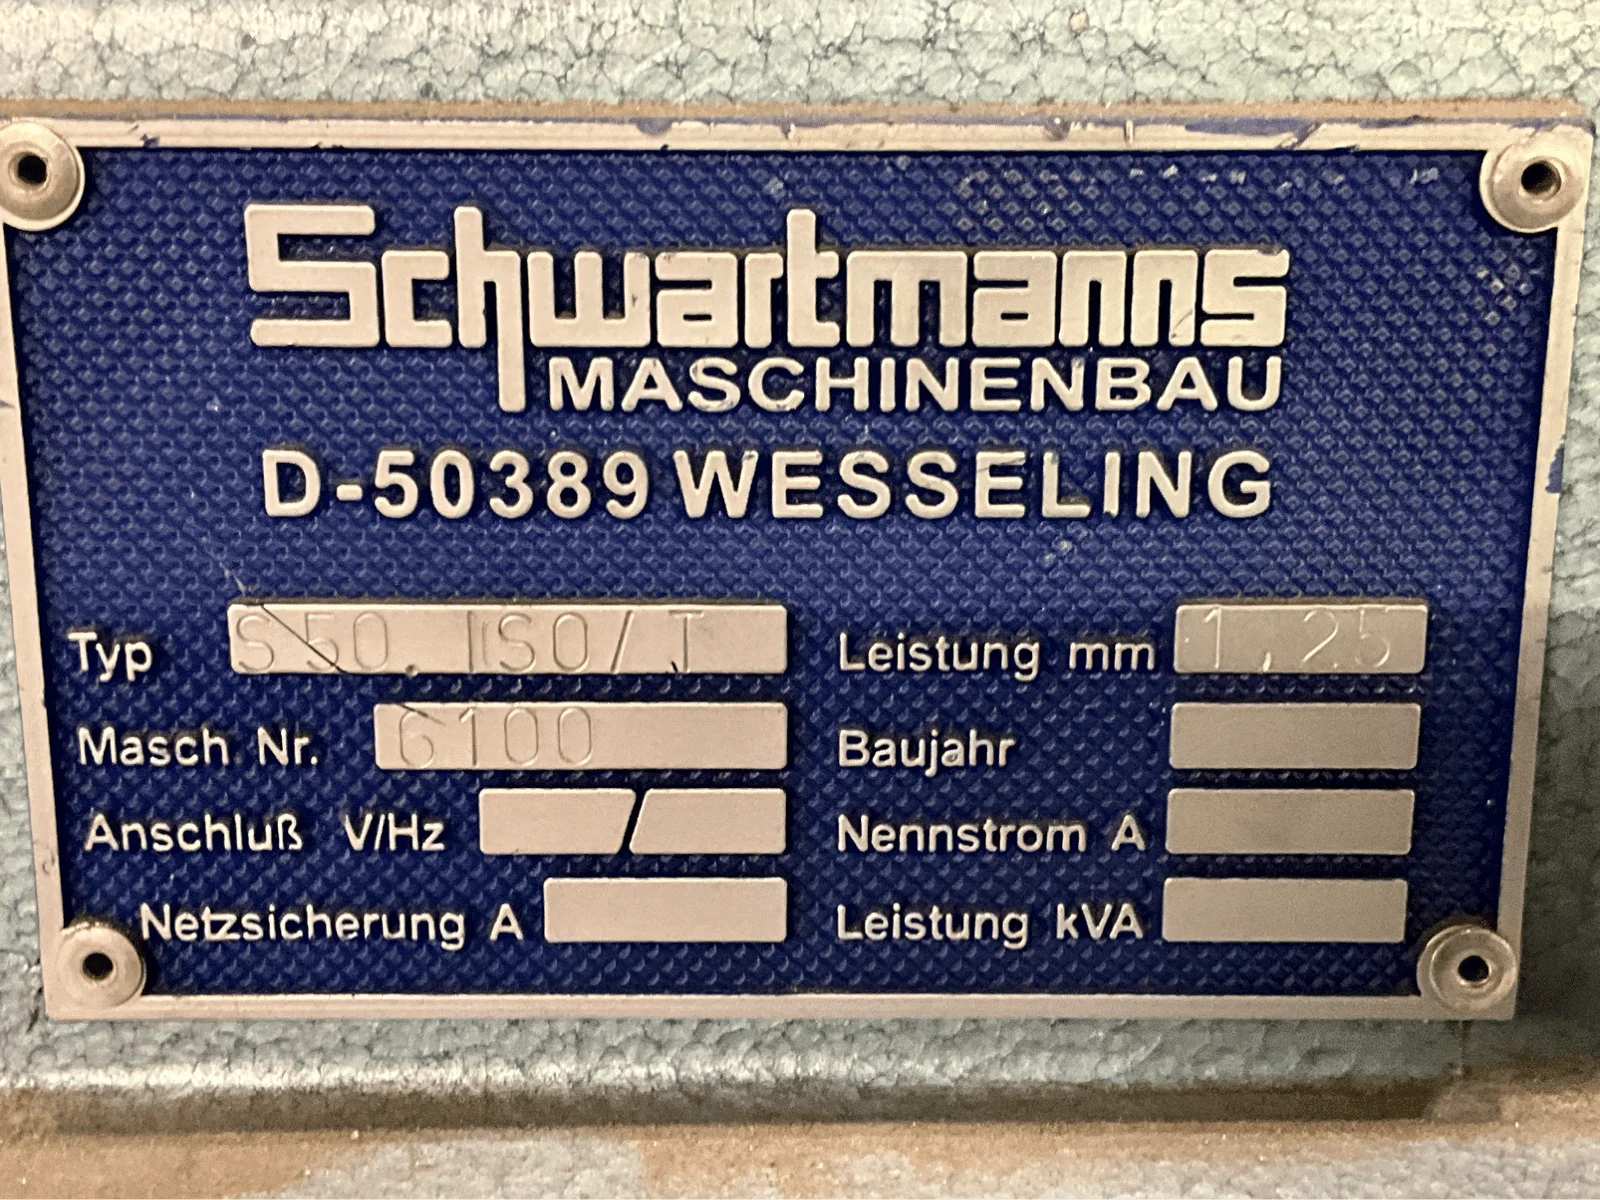 Schwartmanns
MASCHINENBAU
D-50389 WESSELING
Typ S50. ISO/T Leistung mm 1,25
Masch. Nr. 6100 Baujahr
Anschluß V/Hz / Nennstrom A
Netzsicherung A Leistung kVA